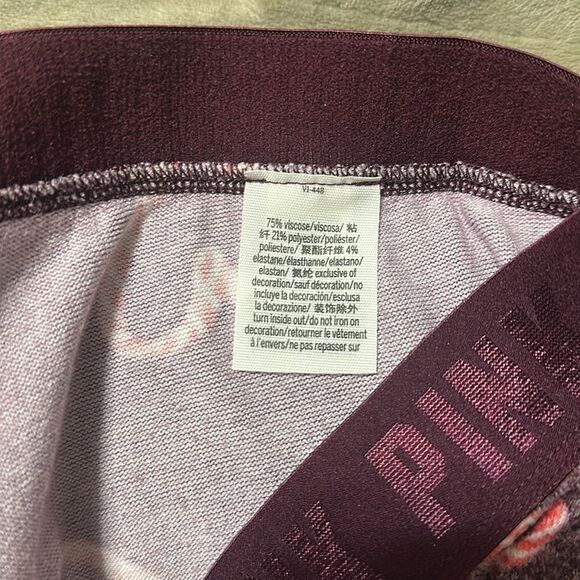 VI-448
75% viscose/viscosa/ 粘
纤 21% polyester/poliéster/
poliestere/ 聚酯纤维 4%
elastane/élasthanne/elastano/
elastan/ 氨纶 exclusive of
decoration/sauf décoration/no
incluye la decoración/esclusa
la decorazione/ 装饰除外
turn inside out/do not iron on
decoration/retourner le vêtement
à l'envers/ne pas repasser sur
PINK